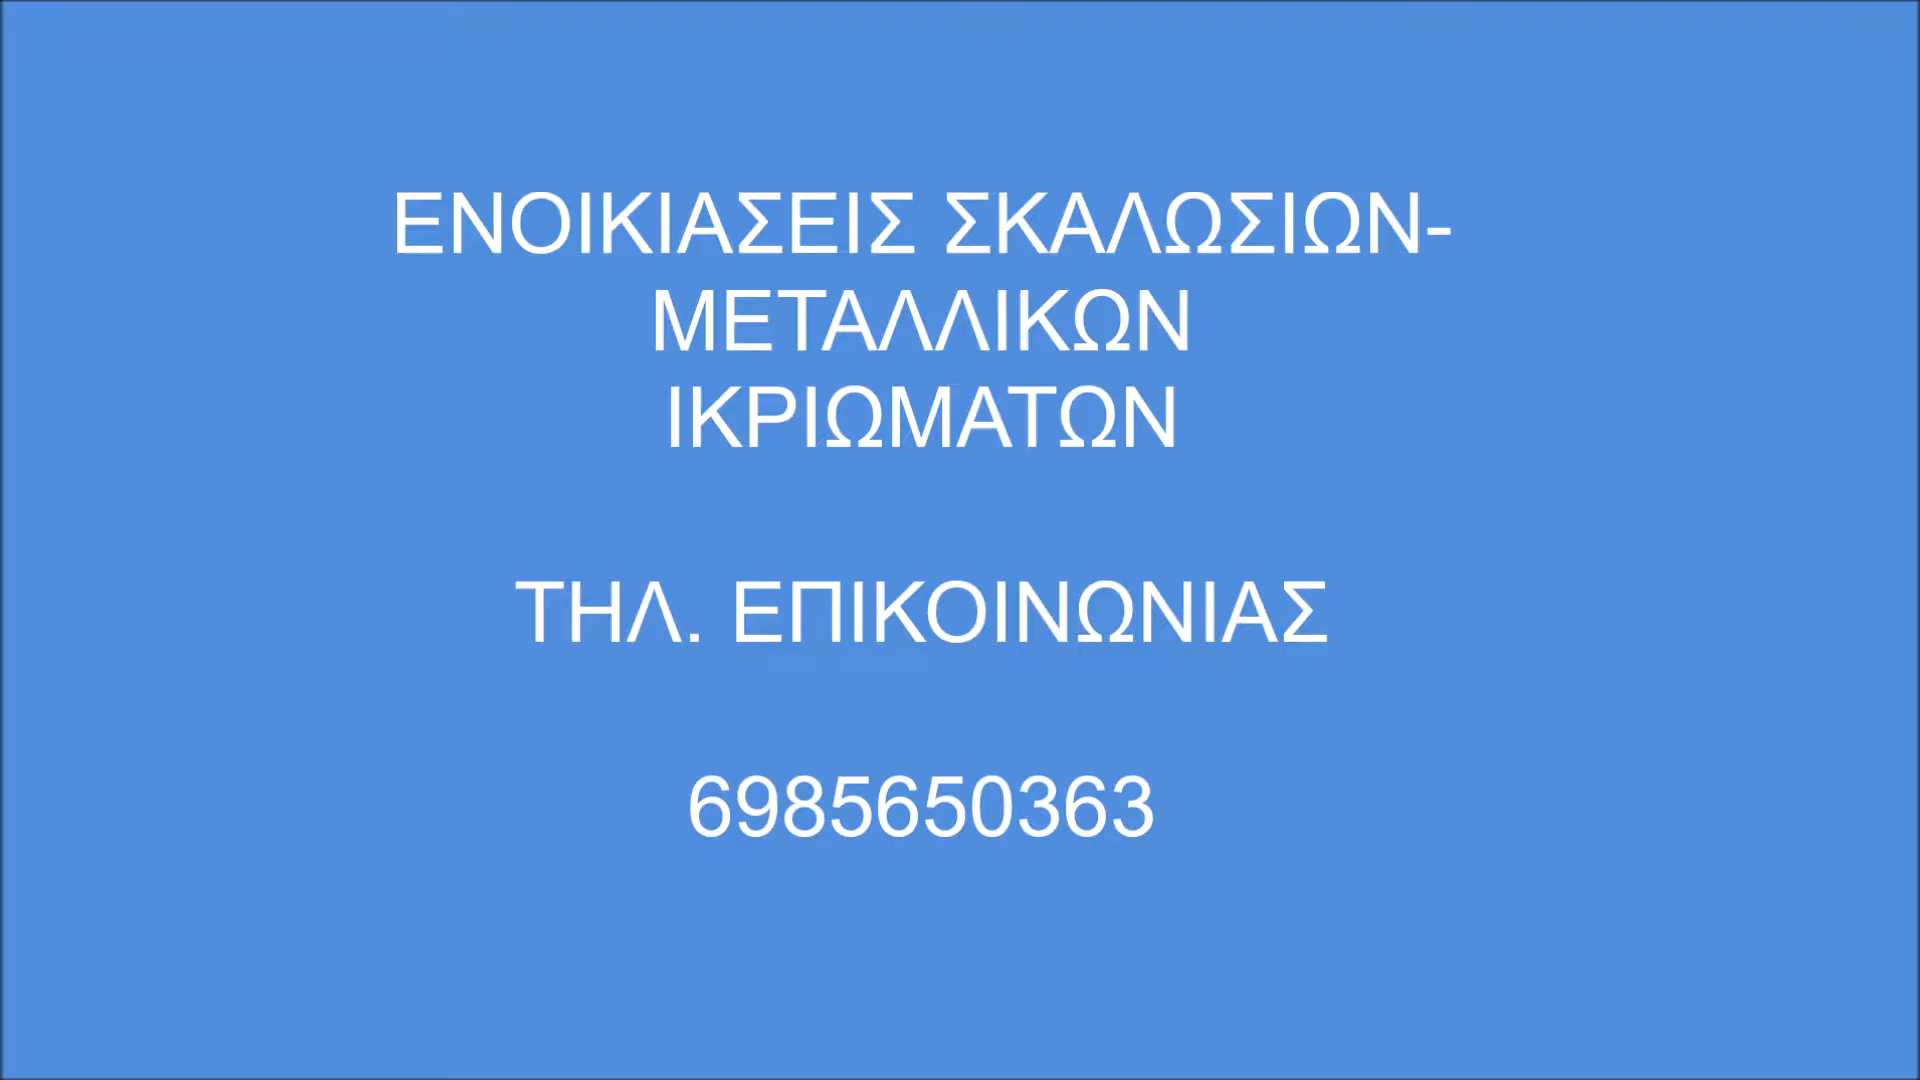 ΕΝΟΙΚΙΑΣΕΙΣ ΣΚΑΛΩΣΙΩΝ-
ΜΕΤΑΛΛΙΚΩΝ
ΙΚΡΙΩΜΑΤΩΝ
ΤΗΛ. ΕΠΙΚΟΙΝΩΝΙΑΣ
6985650363